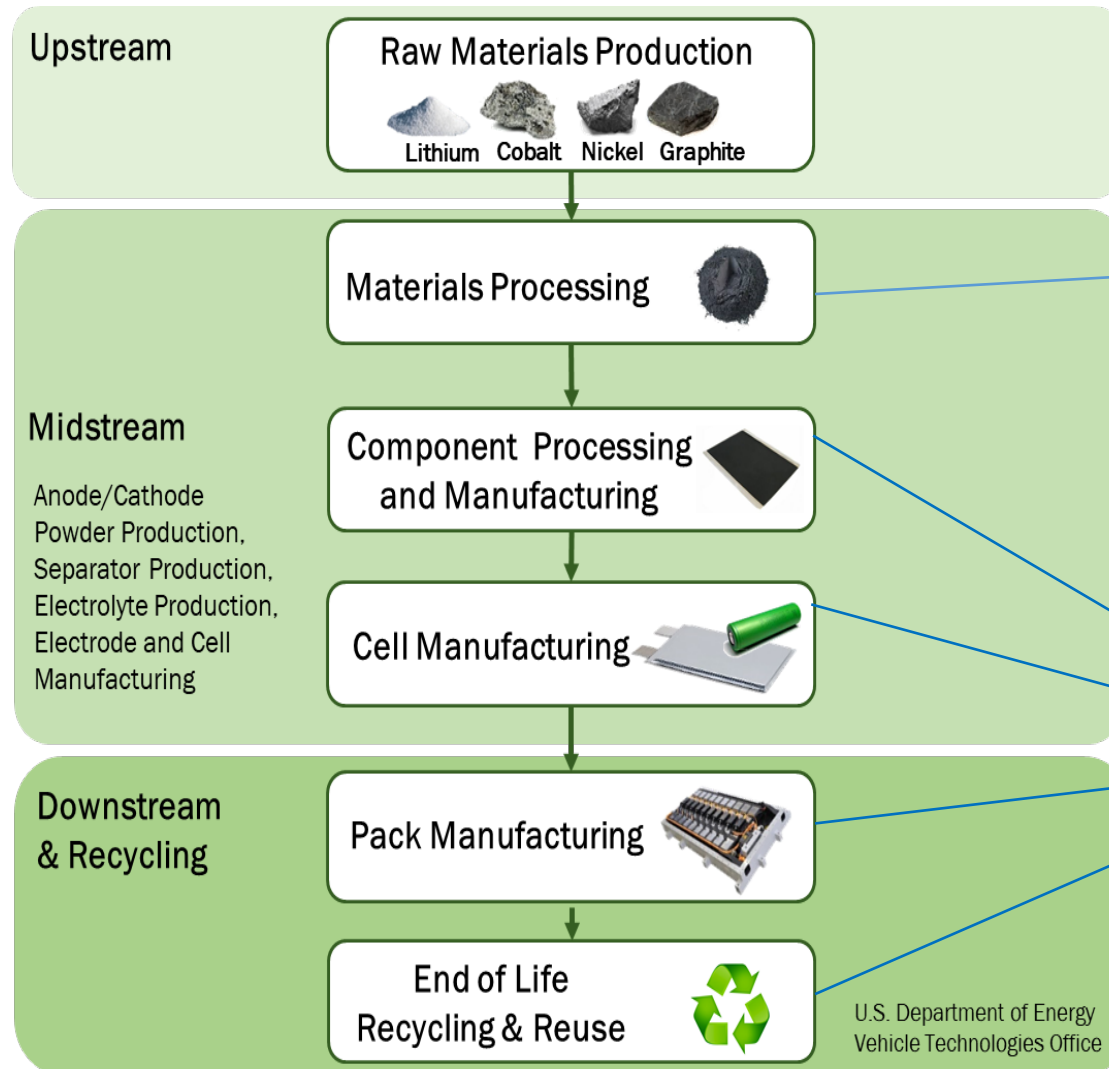 Upstream
Raw Materials Production
Lithium Cobalt Nickel Graphite
Materials Processing
Midstream
Anode/Cathode
Powder Production,
Separator Production,
Electrolyte Production,
Electrode and Cell
Manufacturing
Component Processing
and Manufacturing
Cell Manufacturing
Downstream
& Recycling
Pack Manufacturing
End of Life
Recycling & Reuse
U.S. Department of Energy
Vehicle Technologies Office